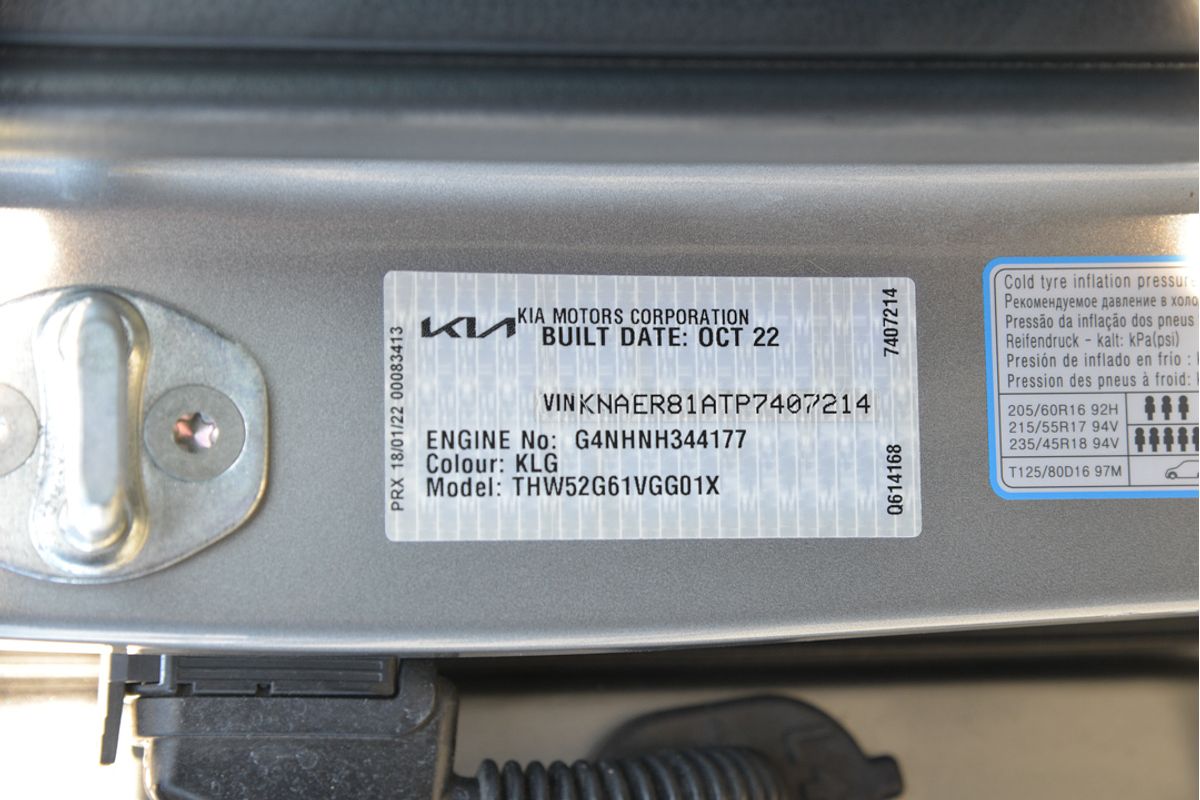 KIA KIA MOTORS CORPORATION
BUILT DATE: OCT 22
VIN KNAER81ATP7407214
ENGINE No: G4NHNH344177
Colour: KLG
Model: THW52G61VGG01X
PRX 18/01/22 00083413
7407214
Q614168
Cold tyre inflation pressure
Рекомендуемое давление в
Pressão da inflação dos pneus
Reifendruck - kalt: kPa(psi)
Presión de inflado en frio :
Pression des pneus à froid:
205/60R16 92H
215/55R17 94V
235/45R18 94V
T125/80D16 97M